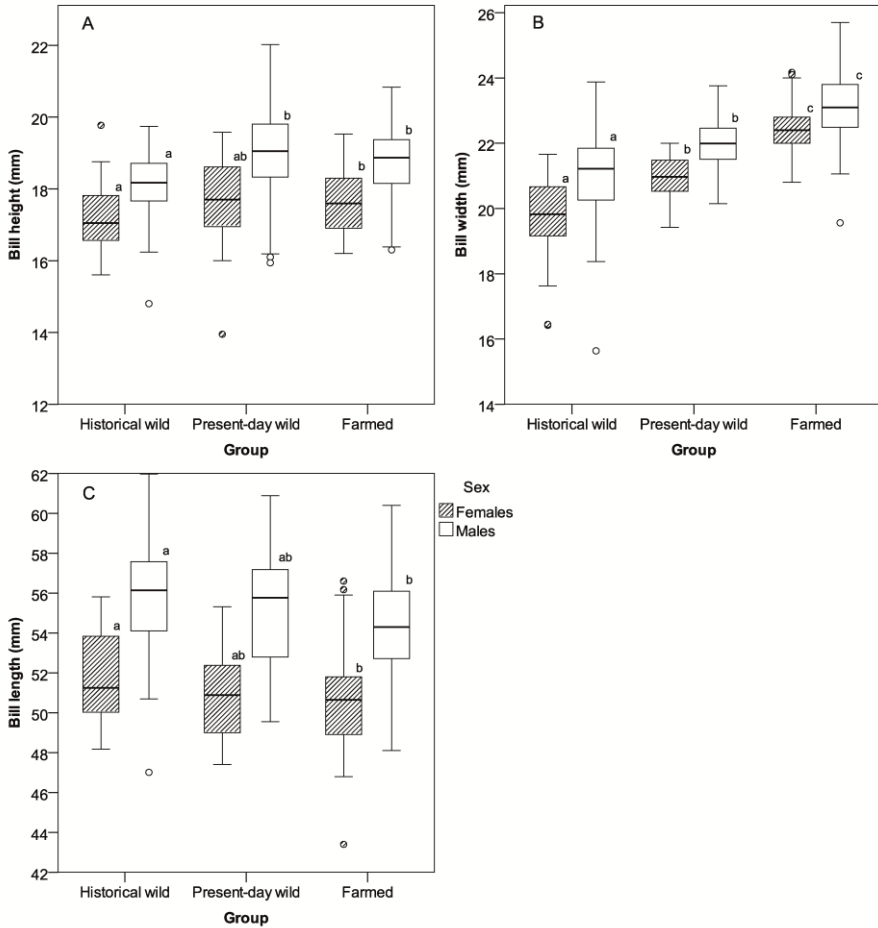 A
Bill height (mm)
22
20
18
16
14
12
a
a
ab
b
b
b
Historical wild
Present-day wild
Farmed
Group
B
Bill width (mm)
26
24
22
20
18
16
14
a
a
b
b
c
c
Historical wild
Present-day wild
Farmed
Group
C
Bill length (mm)
62
60
58
56
54
52
50
48
46
44
42
a
a
ab
ab
b
b
Historical wild
Present-day wild
Farmed
Group
Sex
Females
Males